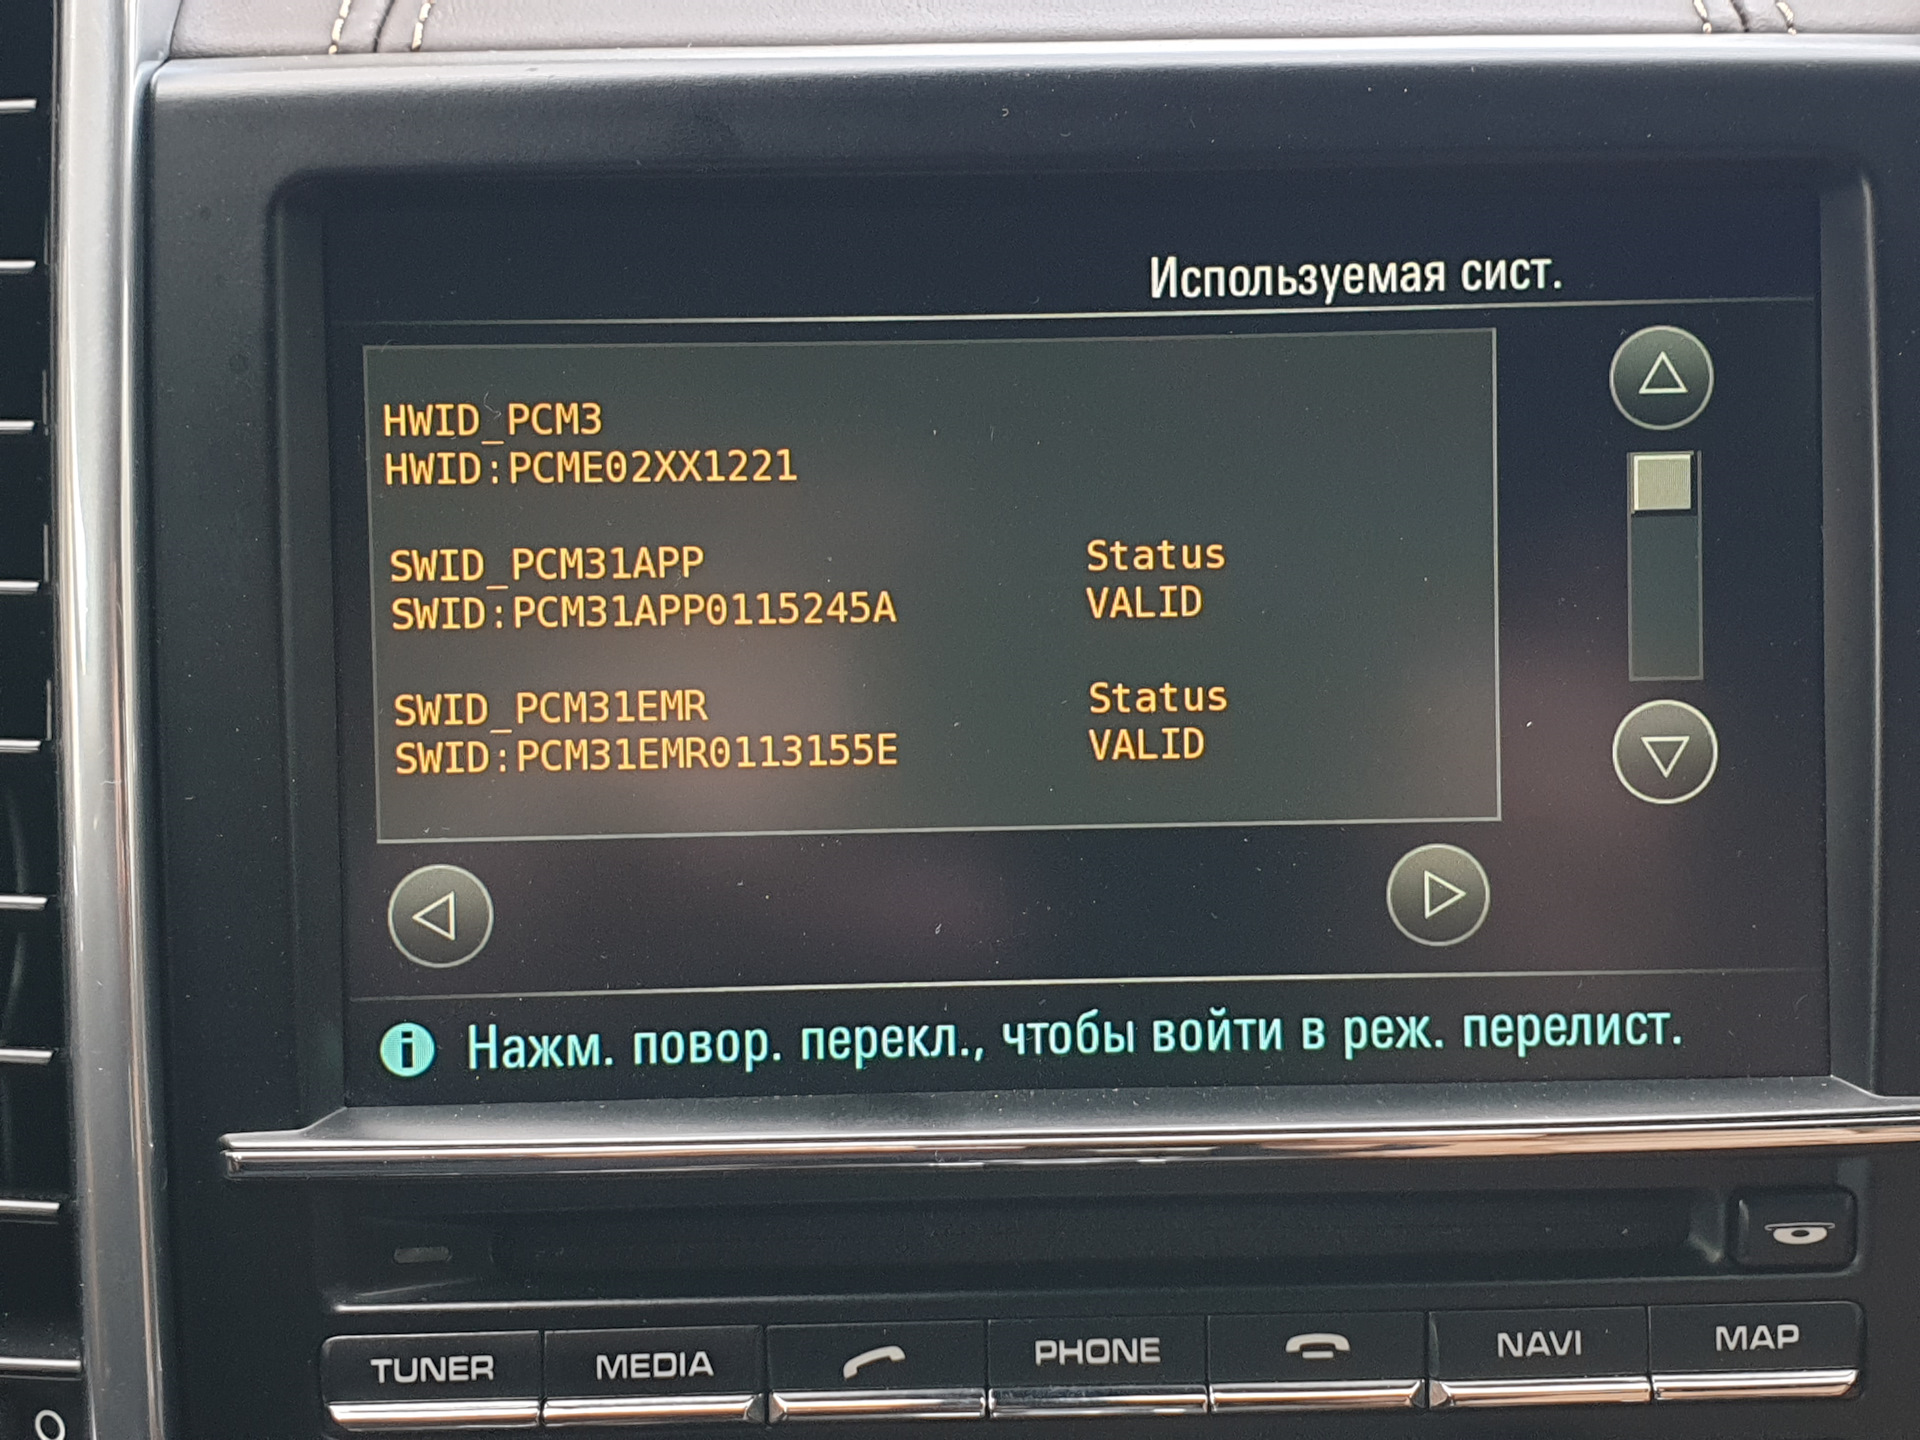 Используемая сист.
HWID_PCM3
HWID:PCME02XX1221
SWID_PCM31APP Status
SWID:PCM31APP0115245A VALID
SWID_PCM31EMR Status
SWID:PCM31EMR0113155E VALID
Нажм. повор. перекл., чтобы войти в реж. перелист.
TUNER MEDIA PHONE NAVI MAP